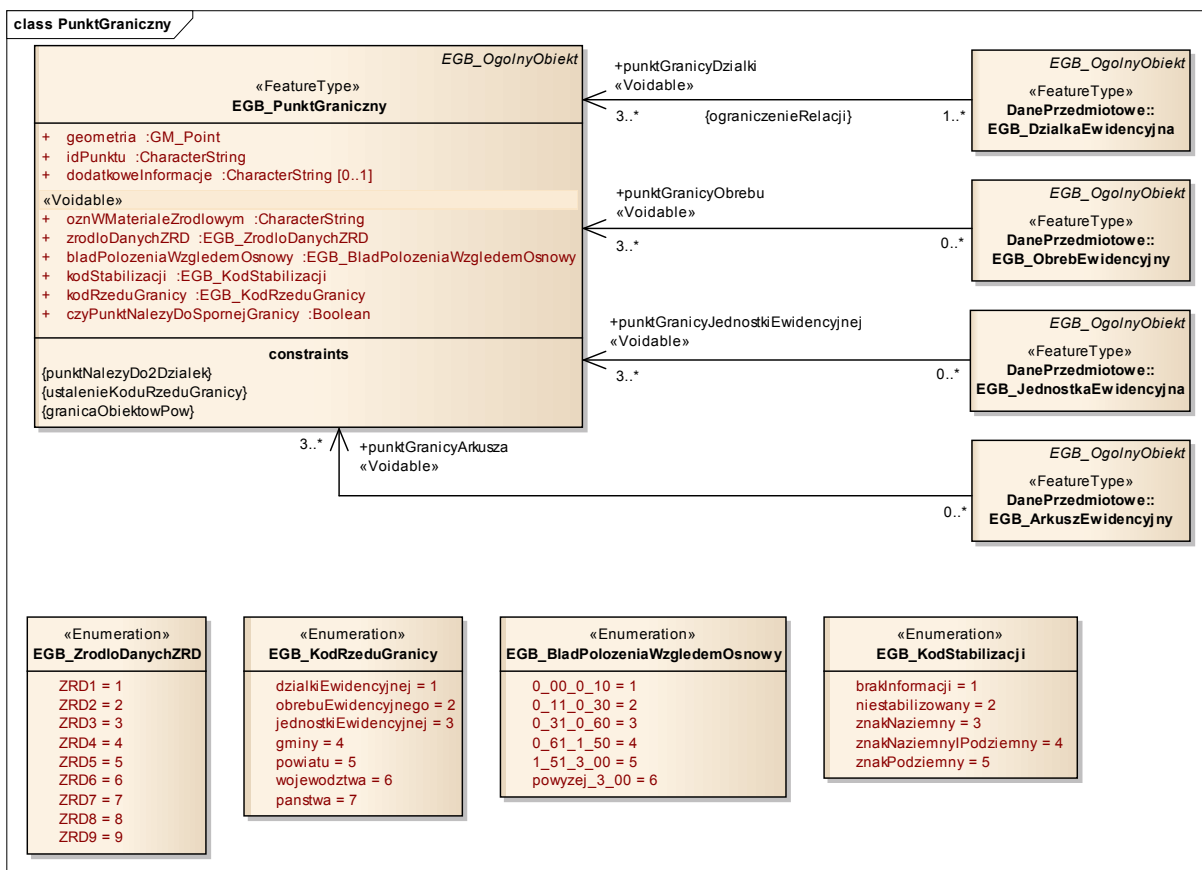 class PunktGraniczny
EGB_OgolnyObiekt
«FeatureType»
EGB_PunktGraniczny
+ geometria :GM_Point
+ idPunktu :CharacterString
+ dodatkoweInformacje :CharacterString [0..1]
«Voidable»
+ oznWMaterialeZrodlowym :CharacterString
+ zrodloDanychZRD :EGB_ZrodloDanychZRD
+ bladPolozeniaWzgledemOsnowy :EGB_BladPolozeniaWzgledemOsnowy
+ kodStabilizacji :EGB_KodStabilizacji
+ kodRzeduGranicy :EGB_KodRzeduGranicy
+ czyPunktNalezyDoSpornejGranicy :Boolean
constraints
{punktNalezyDo2Dzialek}
{ustalenieKoduRzeduGranicy}
{granicaObiektowPow}
+punktGranicyDzialki
«Voidable»
3..*
{ograniczenieRelacji}
1..*
EGB_OgolnyObiekt
«FeatureType»
DanePrzedmiotowe::
EGB_DzialkaEwidencyjna
+punktGranicyObrebu
«Voidable»
3..*
0..*
EGB_OgolnyObiekt
«FeatureType»
DanePrzedmiotowe::
EGB_ObrebEwidencyjny
+punktGranicyJednostkiEwidencyjnej
«Voidable»
3..*
0..*
EGB_OgolnyObiekt
«FeatureType»
DanePrzedmiotowe::
EGB_JednostkaEwidencyjna
3..*
+punktGranicyArkusza
«Voidable»
0..*
EGB_OgolnyObiekt
«FeatureType»
DanePrzedmiotowe::
EGB_ArkuszEwidencyjny
«Enumeration»
EGB_ZrodloDanychZRD
ZRD1 = 1
ZRD2 = 2
ZRD3 = 3
ZRD4 = 4
ZRD5 = 5
ZRD6 = 6
ZRD7 = 7
ZRD8 = 8
ZRD9 = 9
«Enumeration»
EGB_KodRzeduGranicy
dzialkiEwidencyjnej = 1
obrebuEwidencyjnego = 2
jednostkiEwidencyjnej = 3
gminy = 4
powiatu = 5
wojewodztwa = 6
panstwa = 7
«Enumeration»
EGB_BladPolozeniaWzgledemOsnowy
0_00_0_10 = 1
0_11_0_30 = 2
0_31_0_60 = 3
0_61_1_50 = 4
1_51_3_00 = 5
powyzej_3_00 = 6
«Enumeration»
EGB_KodStabilizacji
brakInformacji = 1
niestabilizowany = 2
znakNaziemny = 3
znakNaziemnyIPodziemny = 4
znakPodziemny = 5